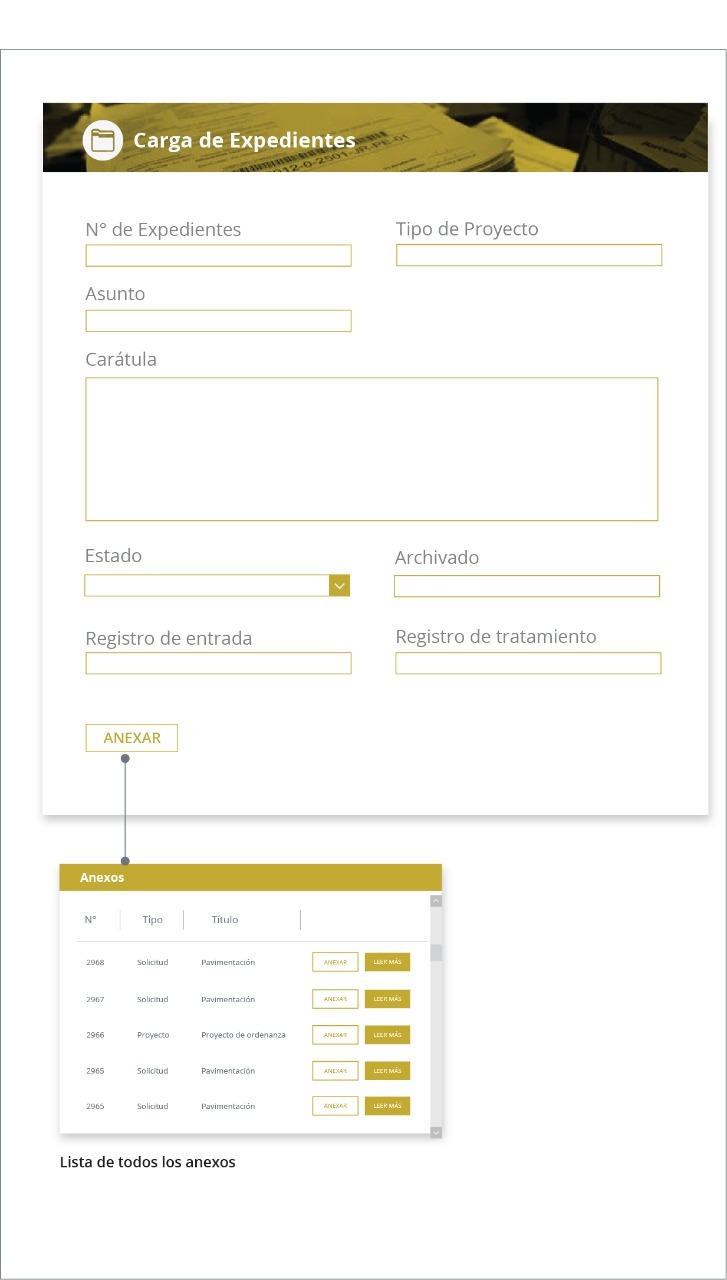 Carga de Expedientes
N° de Expedientes
Tipo de Proyecto
Asunto
Carátula
Estado
Archivado
Registro de entrada
Registro de tratamiento
ANEXAR
Anexos
N° Tipo Título
2968 Solicitud Pavimentación ANEXAR LEER MÁS
2967 Solicitud Pavimentación ANEXAR LEER MÁS
2966 Proyecto Proyecto de ordenanza ANEXAR LEER MÁS
2965 Solicitud Pavimentación ANEXAR LEER MÁS
2965 Solicitud Pavimentación ANEXAR LEER MÁS
Lista de todos los anexos